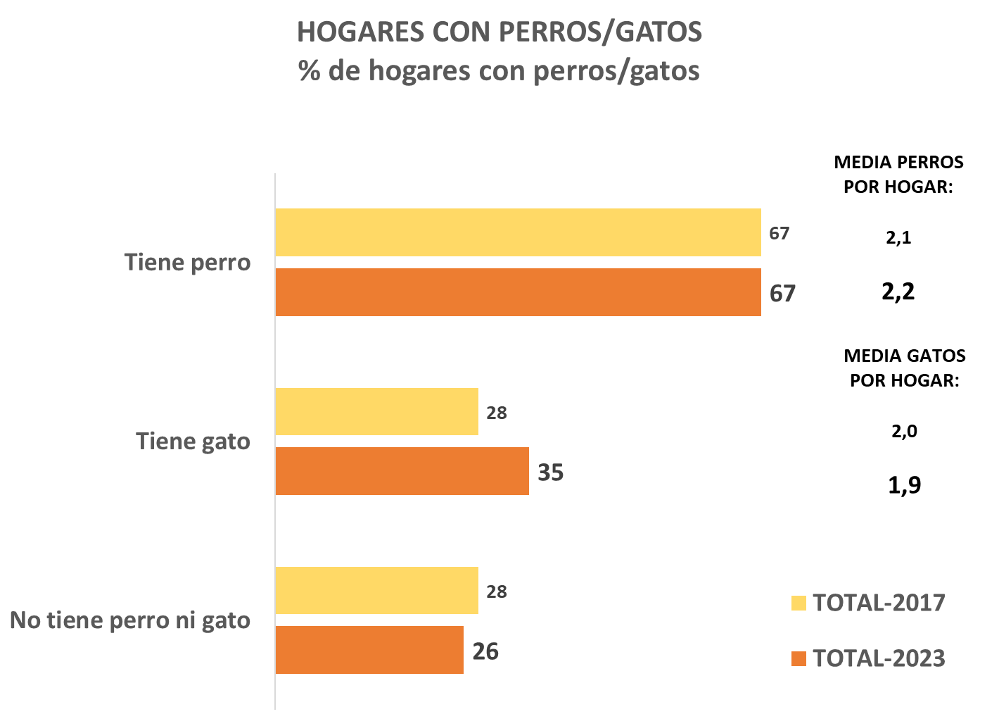 HOGARES CON PERROS/GATOS
% de hogares con perros/gatos
MEDIA PERROS
POR HOGAR:
Tiene perro
67
2,1
67
2,2
MEDIA GATOS
POR HOGAR:
Tiene gato
28
2,0
35
1,9
No tiene perro ni gato
28
26
TOTAL-2017
TOTAL-2023